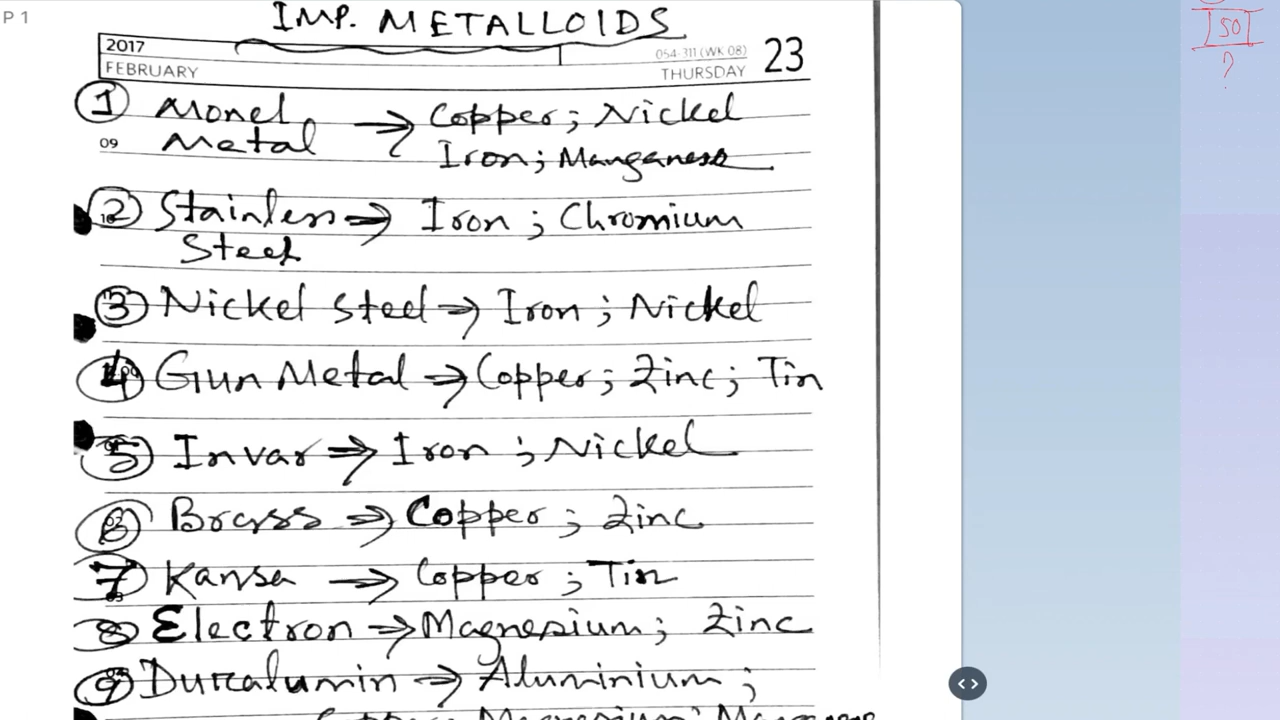 P 1
IMP. METALLOIDS
2017
054-311 (WK 08)
23
FEBRUARY
THURSDAY
50
?
1 Monel → Copper; Nickel
09 Metal Iron; Manganese
2 Stainless → Iron; Chromium
Steel
3 Nickel steel → Iron; Nickel
4 Gun Metal → Copper; Zinc; Tin
5 Invar → Iron; Nickel
6 Brass → Copper; Zinc
7 Kansa → Copper; Tin
8 Electron → Magnesium; Zinc
9 Duralumin → Aluminium;